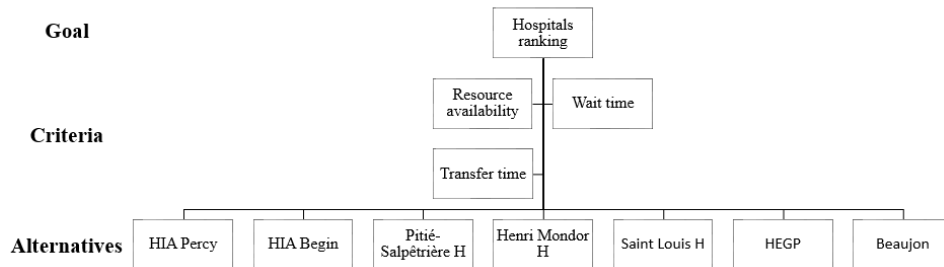 Goal
Hospitals
ranking
Resource
availability
Wait time
Criteria
Transfer time
Alternatives
HIA Percy
HIA Begin
Pitié-
Salpêtrière H
Henri Mondor
H
Saint Louis H
HEGP
Beaujon